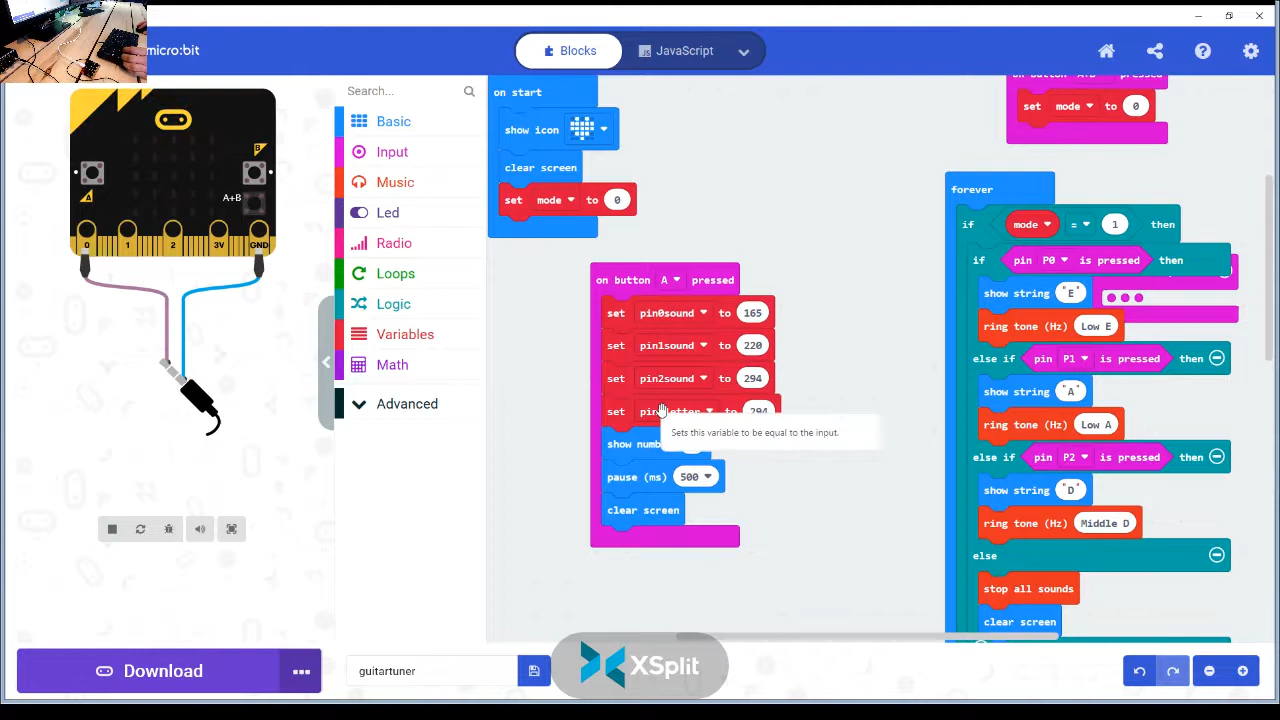 micro:bit
Blocks
JavaScript
Search...
Basic
Input
Music
Led
Radio
Loops
Logic
Variables
Math
Advanced
B
A+B
A
0 1 2 3V GND
on start
show icon
clear screen
set mode to 0
on button A pressed
set pin0sound to 165
set pin1sound to 220
set pin2sound to 294
set to 294
Sets this variable to be equal to the input.
pause (ms) 500
clear screen
on button A+B pressed
set mode to 0
forever
if mode = 1 then
if pin P0 is pressed then
show string "E"
ring tone (Hz) Low E
else if pin P1 is pressed then
show string "A"
ring tone (Hz) Low A
else if pin P2 is pressed then
show string "D"
ring tone (Hz) Middle D
else
stop all sounds
clear screen
Download
guitartuner
XSplit